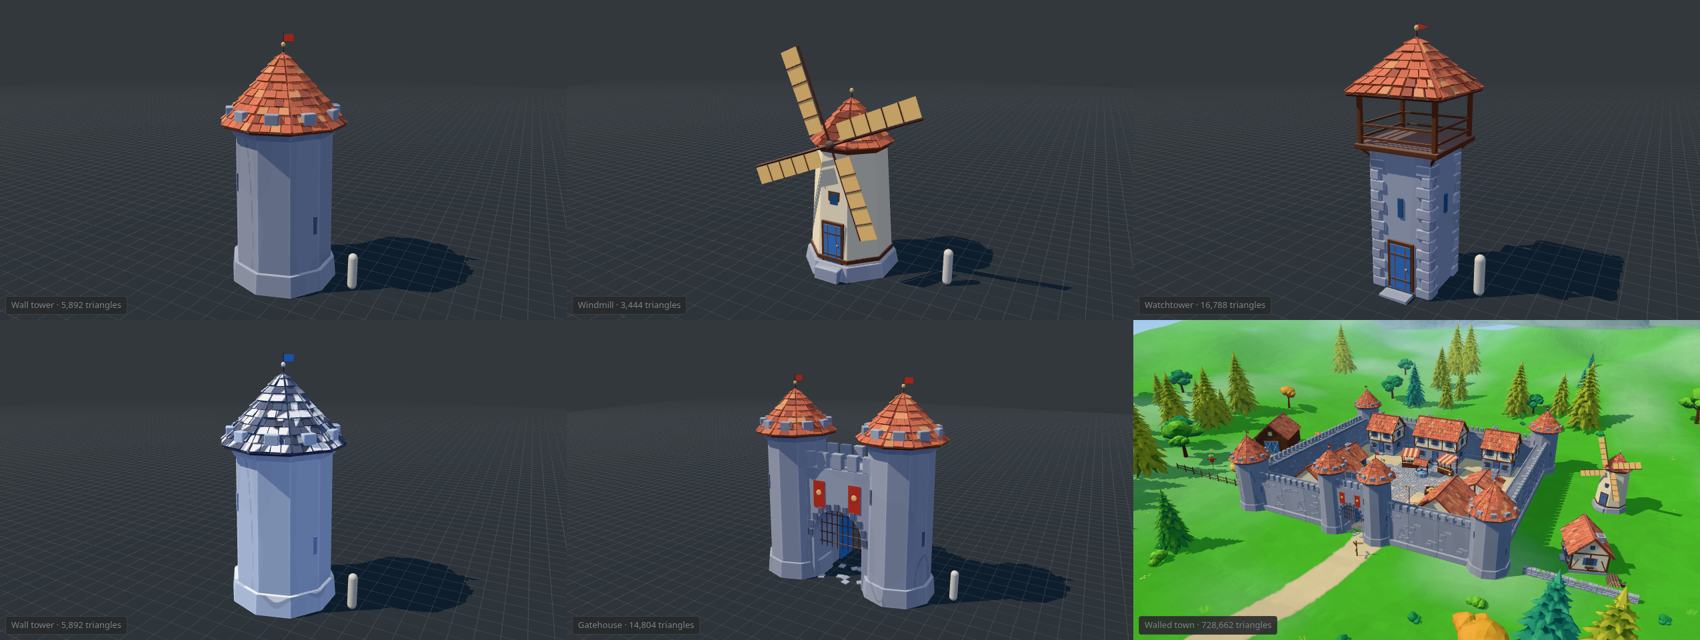 Wall tower · 5,892 triangles
Windmill · 3,444 triangles
Watchtower · 16,788 triangles
Wall tower · 5,892 triangles
Gatehouse · 14,804 triangles
Walled town · 728,662 triangles